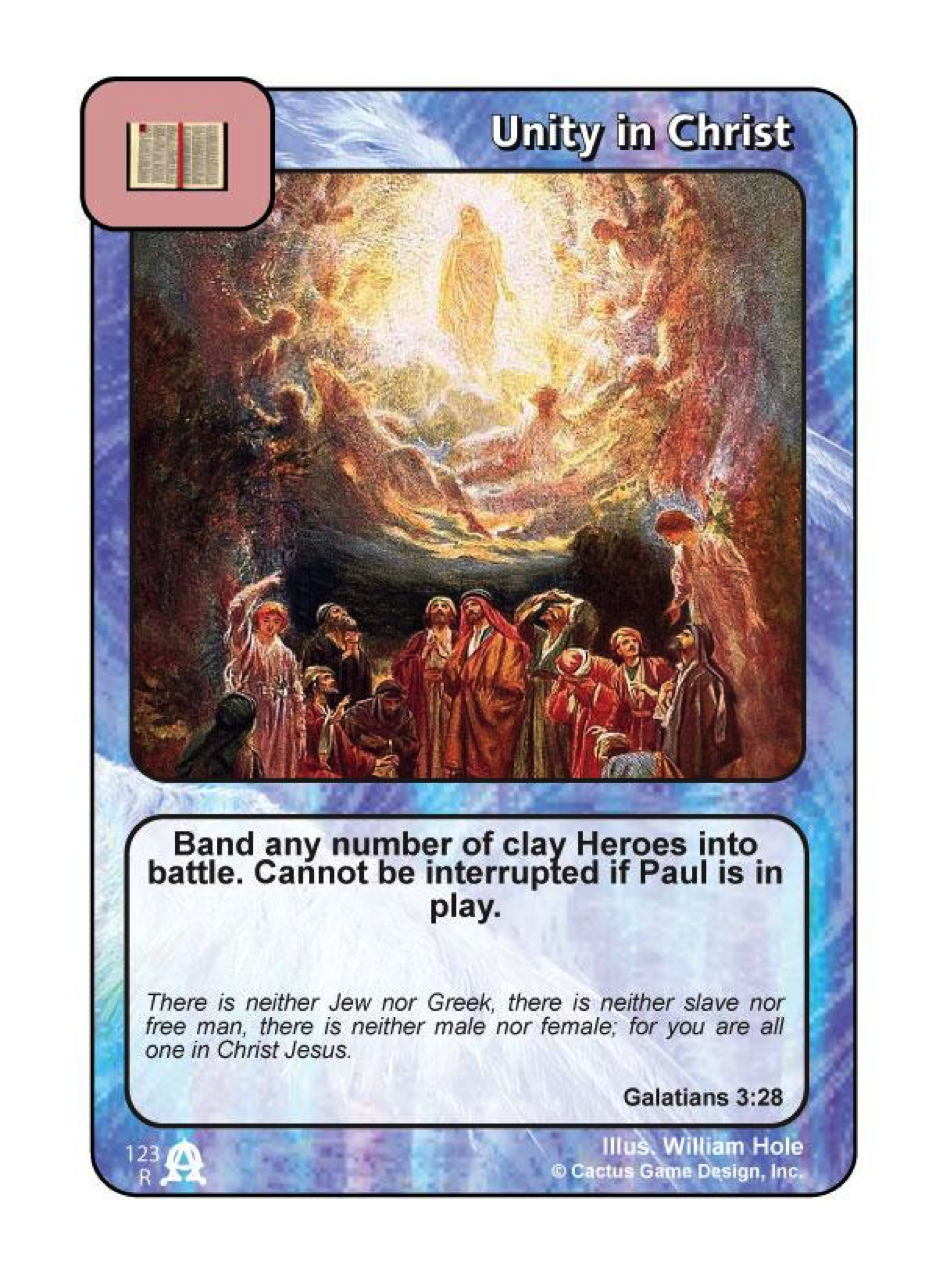 Unity in Christ
Band any number of clay Heroes into
battle. Cannot be interrupted if Paul is in
play.
There is neither Jew nor Greek, there is neither slave nor
free man, there is neither male nor female; for you are all
one in Christ Jesus.
Galatians 3:28
Illus. William Hole
© Cactus Game Design, Inc.
123
R